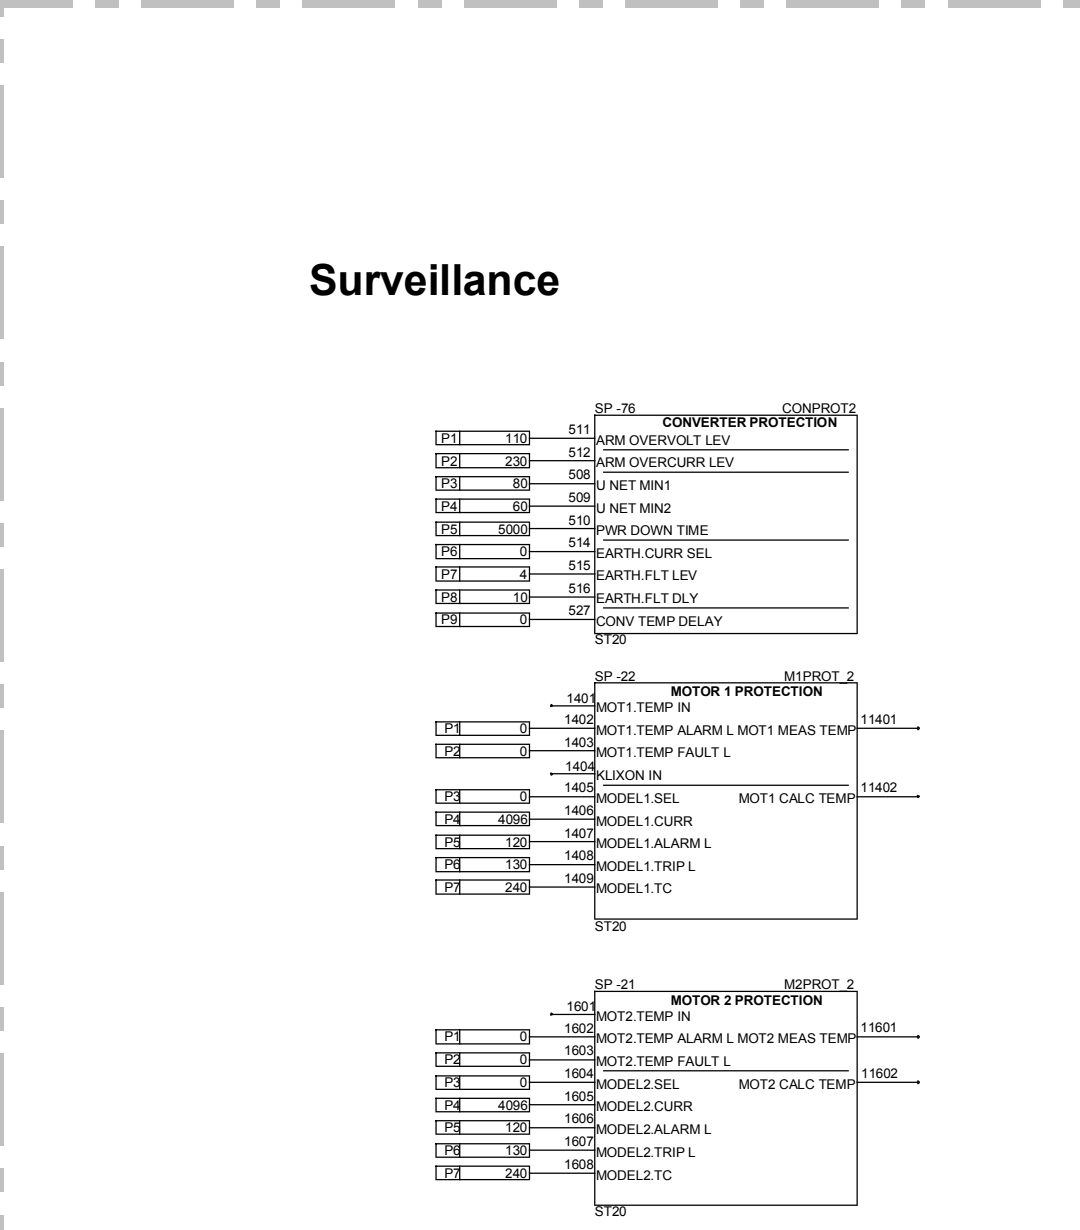 Surveillance
SP -76 CONPROT2
CONVERTER PROTECTION
P1 110 511 ARM OVERVOLT LEV
P2 230 512 ARM OVERCURR LEV
P3 80 508 U NET MIN1
P4 60 509 U NET MIN2
P5 5000 510 PWR DOWN TIME
P6 0 514 EARTH.CURR SEL
P7 4 515 EARTH.FLT LEV
P8 10 516 EARTH.FLT DLY
P9 0 527 CONV TEMP DELAY
ST20
SP -22 M1PROT_2
MOTOR 1 PROTECTION
1401 MOT1.TEMP IN
P1 0 1402 MOT1.TEMP ALARM L MOT1 MEAS TEMP 11401
P2 0 1403 MOT1.TEMP FAULT L
1404 KLIXON IN
P3 0 1405 MODEL1.SEL MOT1 CALC TEMP 11402
P4 4096 1406 MODEL1.CURR
P5 120 1407 MODEL1.ALARM L
P6 130 1408 MODEL1.TRIP L
P7 240 1409 MODEL1.TC
ST20
SP -21 M2PROT_2
MOTOR 2 PROTECTION
1601 MOT2.TEMP IN
P1 0 1602 MOT2.TEMP ALARM L MOT2 MEAS TEMP 11601
P2 0 1603 MOT2.TEMP FAULT L
P3 0 1604 MODEL2.SEL MOT2 CALC TEMP 11602
P4 4096 1605 MODEL2.CURR
P5 120 1606 MODEL2.ALARM L
P6 130 1607 MODEL2.TRIP L
P7 240 1608 MODEL2.TC
ST20